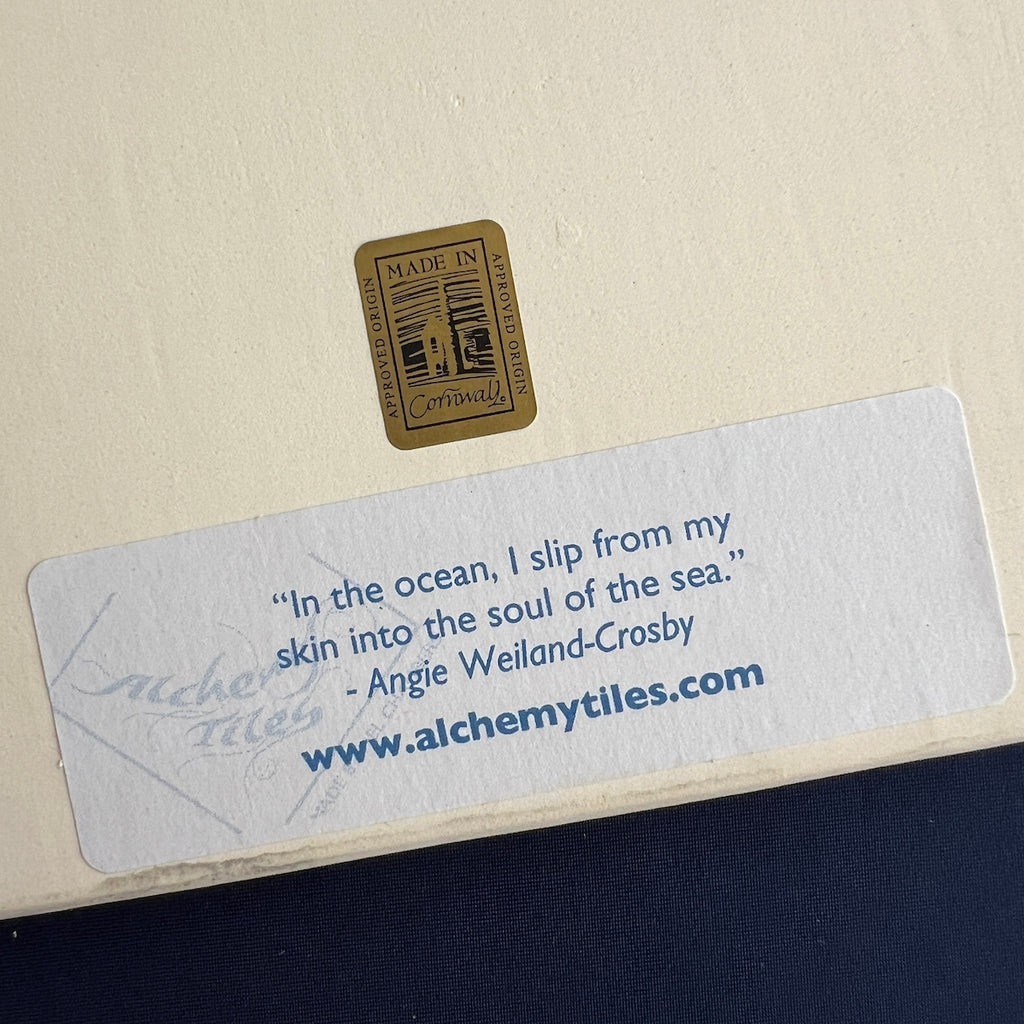 MADE IN
APPROVED ORIGIN
APPROVED ORIGIN
Cornwall
“In the ocean, I slip from my
skin into the soul of the sea.”
- Angie Weiland-Crosby
www.alchemytiles.com
Alchemy
Tiles
MADE